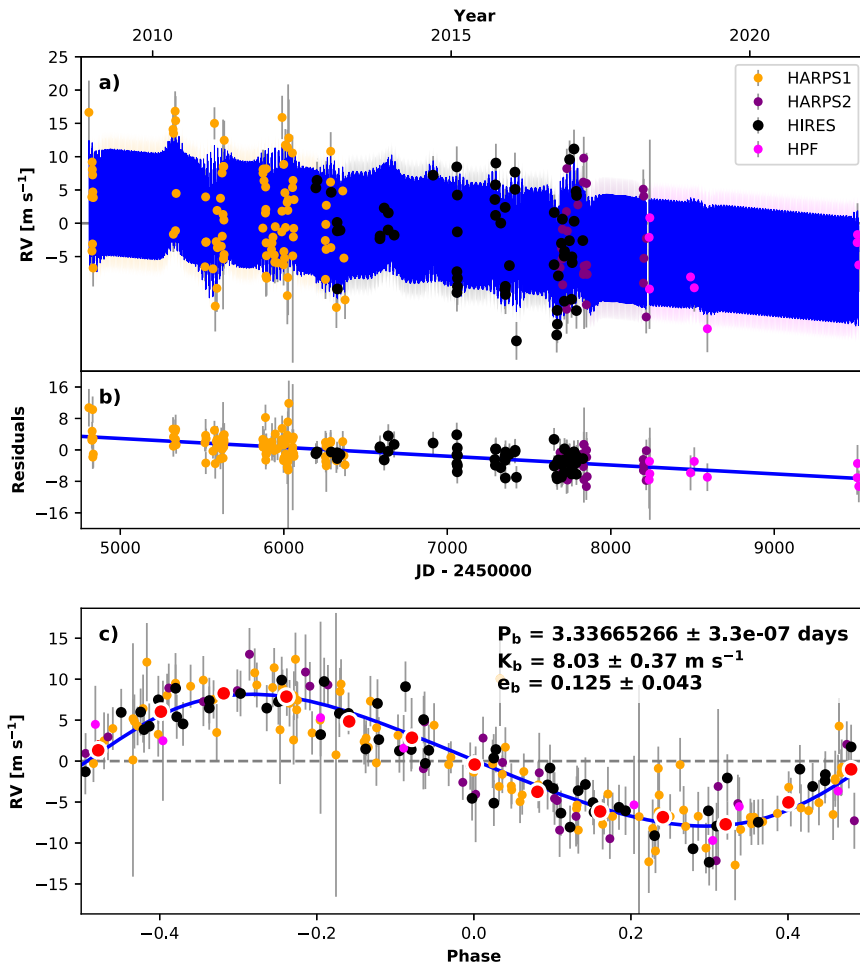 Year
2010 2015 2020
a)
HARPS1
HARPS2
HIRES
HPF
25
20
15
10
5
0
−5
RV [m s⁻¹]
b)
16
8
0
−8
−16
Residuals
5000 6000 7000 8000 9000
JD - 2450000
c)
P_b = 3.33665266 ± 3.3e-07 days
K_b = 8.03 ± 0.37 m s⁻¹
e_b = 0.125 ± 0.043
15
10
5
0
−5
−10
−15
RV [m s⁻¹]
−0.4 −0.2 0.0 0.2 0.4
Phase